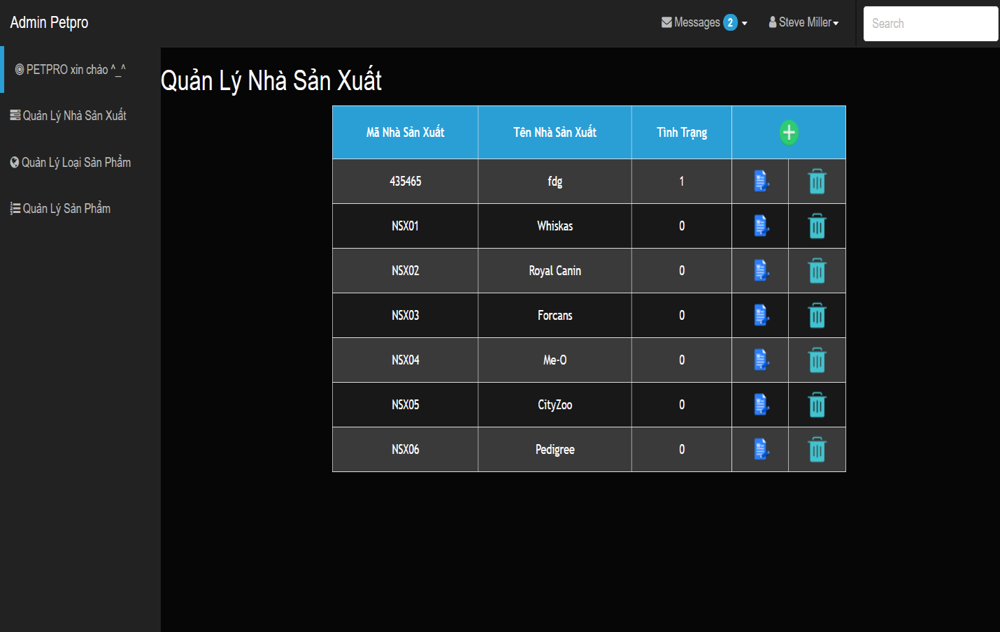 Admin Petpro
Messages 2
Steve Miller
Search
PETPRO xin chào ^_^
Quản Lý Nhà Sản Xuất
Quản Lý Loại Sản Phẩm
Quản Lý Sản Phẩm
Quản Lý Nhà Sản Xuất
Mã Nhà Sản Xuất Tên Nhà Sản Xuất Tình Trạng
435465 fdg 1
NSX01 Whiskas 0
NSX02 Royal Canin 0
NSX03 Forcans 0
NSX04 Me-O 0
NSX05 CityZoo 0
NSX06 Pedigree 0